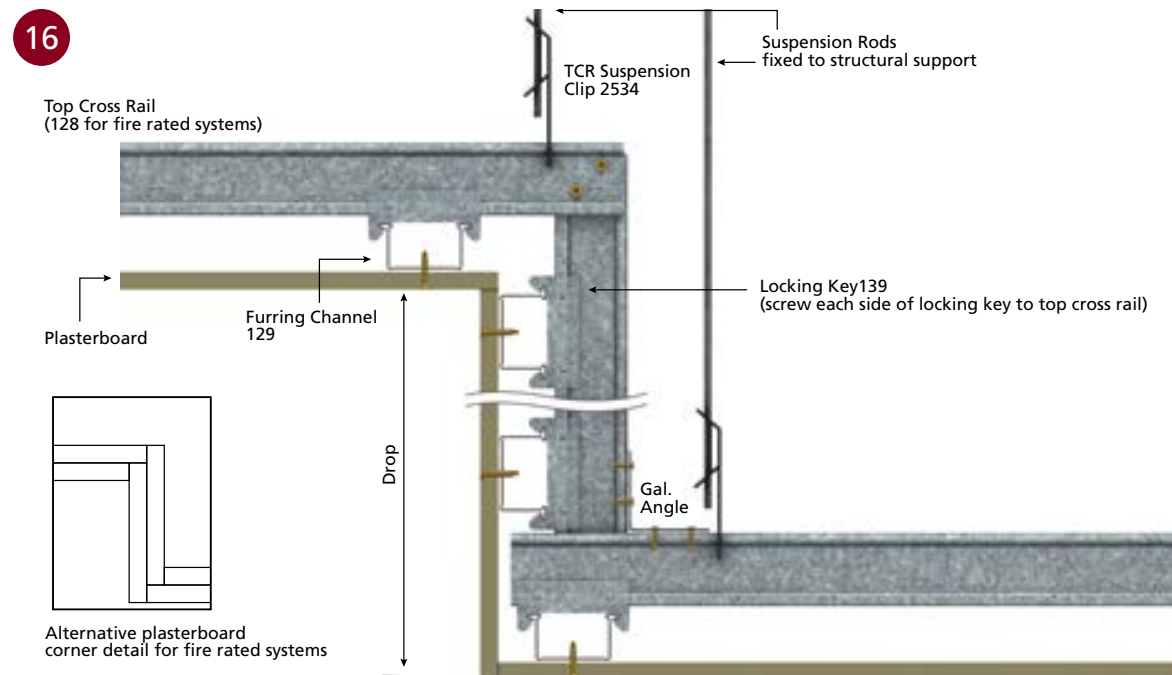 16
Suspension Rods
fixed to structural support
TCR Suspension
Clip 2534
Top Cross Rail
(128 for fire rated systems)
Locking Key139
(screw each side of locking key to top cross rail)
Furring Channel
129
Plasterboard
Drop
Gal.
Angle
Alternative plasterboard
corner detail for fire rated systems